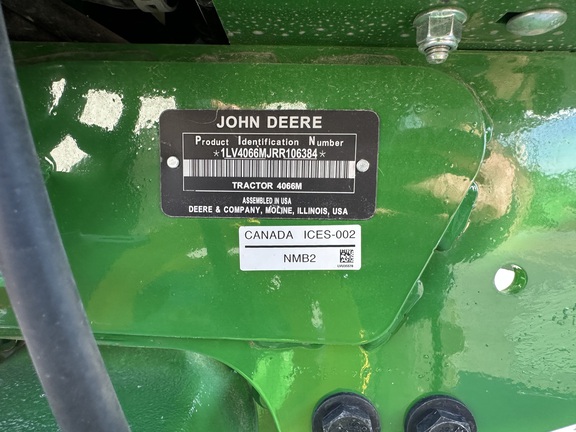 JOHN DEERE
Product Identification Number
*1LV4066MJRR106384*
TRACTOR 4066M
ASSEMBLED IN USA
DEERE & COMPANY, MOLINE, ILLINOIS, USA
CANADA ICES-002
NMB2